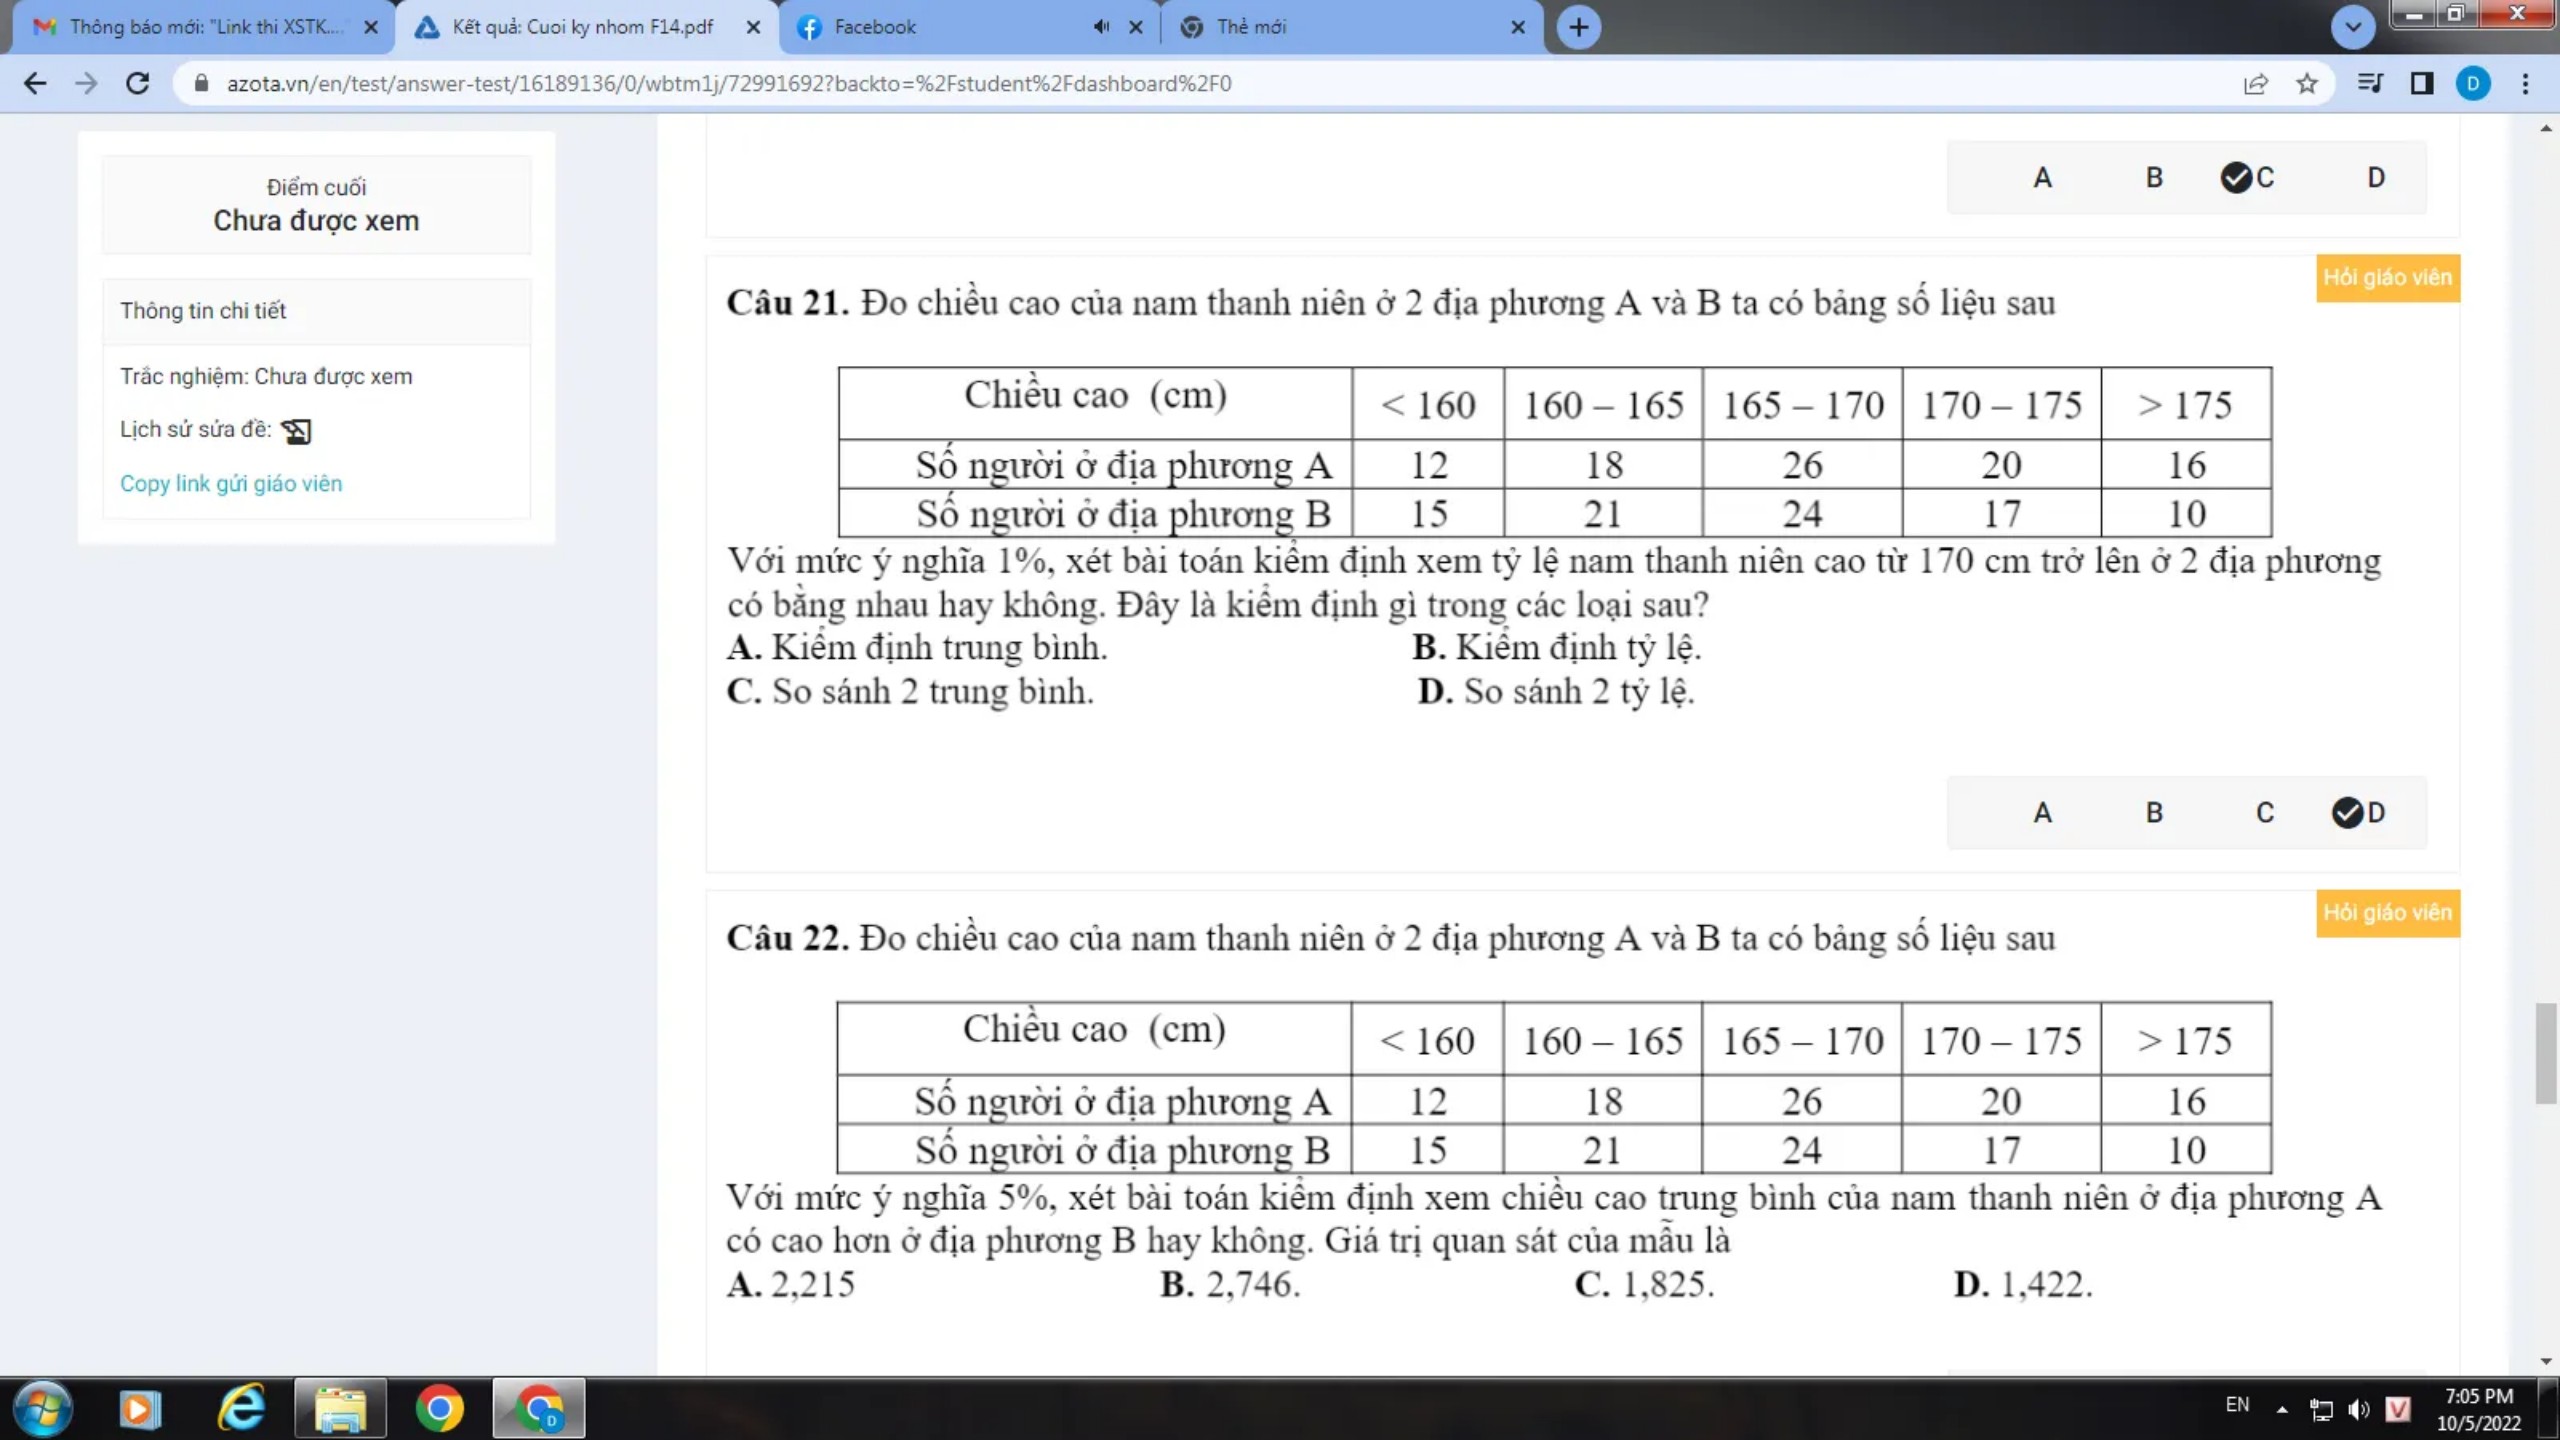 Thông báo mới: "Link thi XSTK...
Kết quả: Cuoi ky nhom F14.pdf
Facebook
Thẻ mới
azota.vn/en/test/answer-test/16189136/0/wbtm1j/72991692?backto=%2Fstudent%2Fdashboard%2F0
D
Điểm cuối
Chưa được xem
Thông tin chi tiết
Trắc nghiệm: Chưa được xem
Lịch sử sửa đề:
Copy link gửi giáo viên
A B C D
Hỏi giáo viên
Câu 21. Đo chiều cao của nam thanh niên ở 2 địa phương A và B ta có bảng số liệu sau
Chiều cao (cm) < 160 160 – 165 165 – 170 170 – 175 > 175
Số người ở địa phương A 12 18 26 20 16
Số người ở địa phương B 15 21 24 17 10
Với mức ý nghĩa 1%, xét bài toán kiểm định xem tỷ lệ nam thanh niên cao từ 170 cm trở lên ở 2 địa phương
có bằng nhau hay không. Đây là kiểm định gì trong các loại sau?
A. Kiểm định trung bình. B. Kiểm định tỷ lệ.
C. So sánh 2 trung bình. D. So sánh 2 tỷ lệ.
A B C D
Hỏi giáo viên
Câu 22. Đo chiều cao của nam thanh niên ở 2 địa phương A và B ta có bảng số liệu sau
Chiều cao (cm) < 160 160 – 165 165 – 170 170 – 175 > 175
Số người ở địa phương A 12 18 26 20 16
Số người ở địa phương B 15 21 24 17 10
Với mức ý nghĩa 5%, xét bài toán kiểm định xem chiều cao trung bình của nam thanh niên ở địa phương A
có cao hơn ở địa phương B hay không. Giá trị quan sát của mẫu là
A. 2,215 B. 2,746. C. 1,825. D. 1,422.
D
EN
V
7:05 PM
10/5/2022